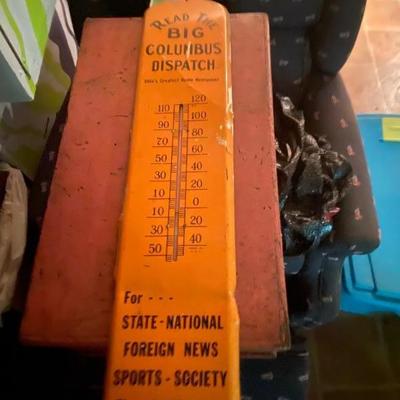 READ THE
BIG
COLUMBUS
DISPATCH
Ohio's Greatest Home Newspaper
120
110
100
90
80
70
60
50
40
30
20
10
0
10
20
30
40
50
For - - -
STATE - NATIONAL
FOREIGN NEWS
SPORTS - SOCIETY